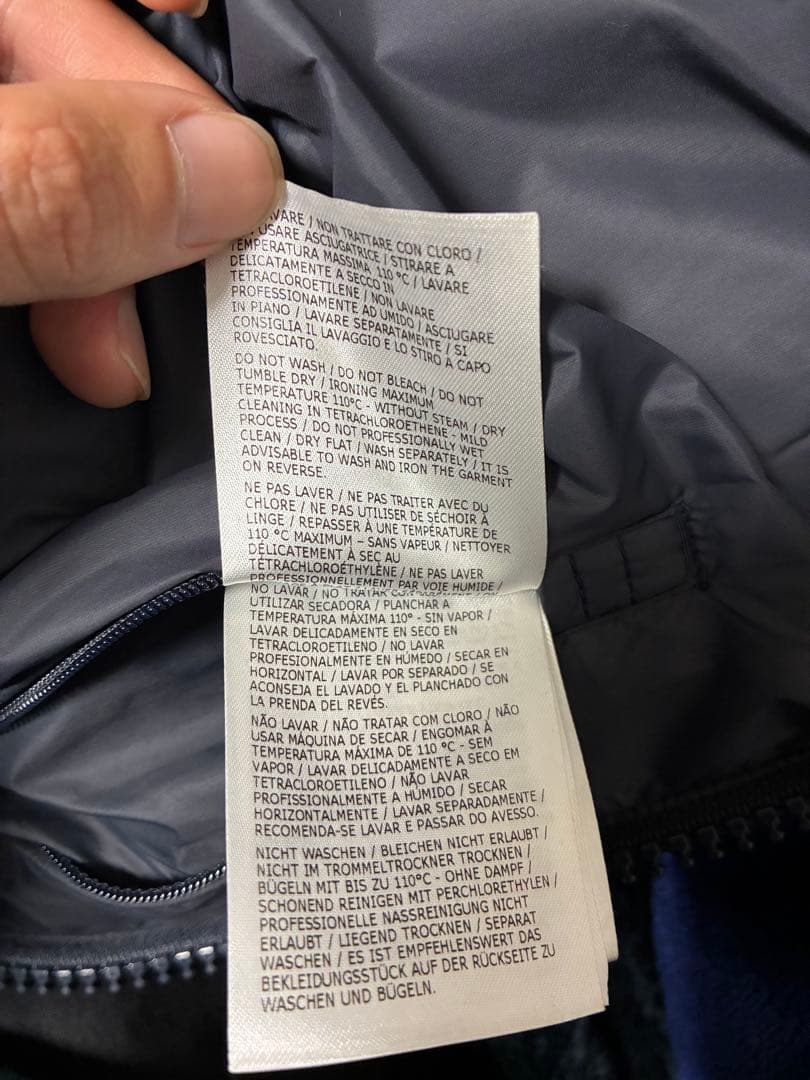 NON TRATTARE CON CLORO /
USARE ASCIUGATRICE / STIRARE A
TEMPERATURA MASSIMA 110 °C / LAVARE
DELICATAMENTE A SECCO IN
TETRACLOROETILENE / NON LAVARE
PROFESSIONAMENTE AD UMIDO / ASCIUGARE
IN PIANO / LAVARE SEPARATAMENTE / SI
CONSIGLIA IL LAVAGGIO E LO STIRO A CAPO
ROVESCIATO.
DO NOT WASH / DO NOT BLEACH / DO NOT
TUMBLE DRY / IRONING MAXIMUM
TEMPERATURE 110°C - WITHOUT STEAM / DRY
CLEANING IN TETRACHLOROETHENE - MILD
PROCESS / DO NOT PROFESSIONALLY WET
CLEAN / DRY FLAT / WASH SEPARATELY / IT IS
ADVISABLE TO WASH AND IRON THE GARMENT
ON REVERSE.
NE PAS LAVER / NE PAS TRAITER AVEC DU
CHLORE / NE PAS UTILISER DE SÉCHOIR À
LINGE / REPASSER À UNE TEMPÉRATURE DE
110 °C MAXIMUM – SANS VAPEUR / NETTOYER
DÉLICATEMENT À SEC AU
TÉTRACHLOROÉTHYLÈNE / NE PAS LAVER
PROFESSIONNELLEMENT PAR VOIE HUMIDE /
NO LAVAR / NO TRATAR
UTILIZAR SECADORA / PLANCHAR A
TEMPERATURA MÁXIMA 110° - SIN VAPOR /
LAVAR DELICADAMENTE EN SECO EN
TETRACLOROETILENO / NO LAVAR
PROFESIONALMENTE EN HÚMEDO / SECAR EN
HORIZONTAL / LAVAR POR SEPARADO / SE
ACONSEJA EL LAVADO Y EL PLANCHADO CON
LA PRENDA DEL REVÉS.
NÃO LAVAR / NÃO TRATAR COM CLORO / NÃO
USAR MÁQUINA DE SECAR / ENGOMAR À
TEMPERATURA MÁXIMA DE 110 °C - SEM
VAPOR / LAVAR DELICADAMENTE A SECO EM
TETRACLOROETILENO / NÃO LAVAR
PROFISSIONALMENTE A HÚMIDO / SECAR
HORIZONTALMENTE / LAVAR SEPARADAMENTE /
RECOMENDA-SE LAVAR E PASSAR DO AVESSO.
NICHT WASCHEN / BLEICHEN NICHT ERLAUBT /
NICHT IM TROMMELTROCKNER TROCKNEN /
BÜGELN MIT BIS ZU 110°C - OHNE DAMPF /
SCHONEND REINIGEN MIT PERCHLORETHYLEN /
PROFESSIONELLE NASSREINIGUNG NICHT
ERLAUBT / LIEGEND TROCKNEN / SEPARAT
WASCHEN / ES IST EMPFEHLENSWERT DAS
BEKLEIDUNGSSTÜCK AUF DER RÜCKSEITE ZU
WASCHEN UND BÜGELN.